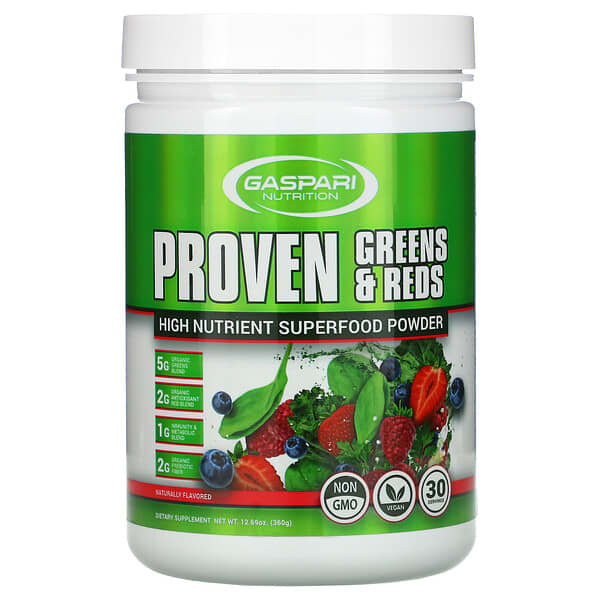 GASPARI
NUTRITION
PROVEN GREENS
& REDS
HIGH NUTRIENT SUPERFOOD POWDER
5G ORGANIC
GREENS
BLEND
2G ORGANIC
ANTIOXIDANT
RED BLEND
1G IMMUNITY &
METABOLIC
BLEND
2G ORGANIC
PREBIOTIC
FIBER
NATURALLY FLAVORED
NON
GMO
VEGAN
30
SERVINGS
DIETARY SUPPLEMENT NET WT. 12.69oz. (360g)